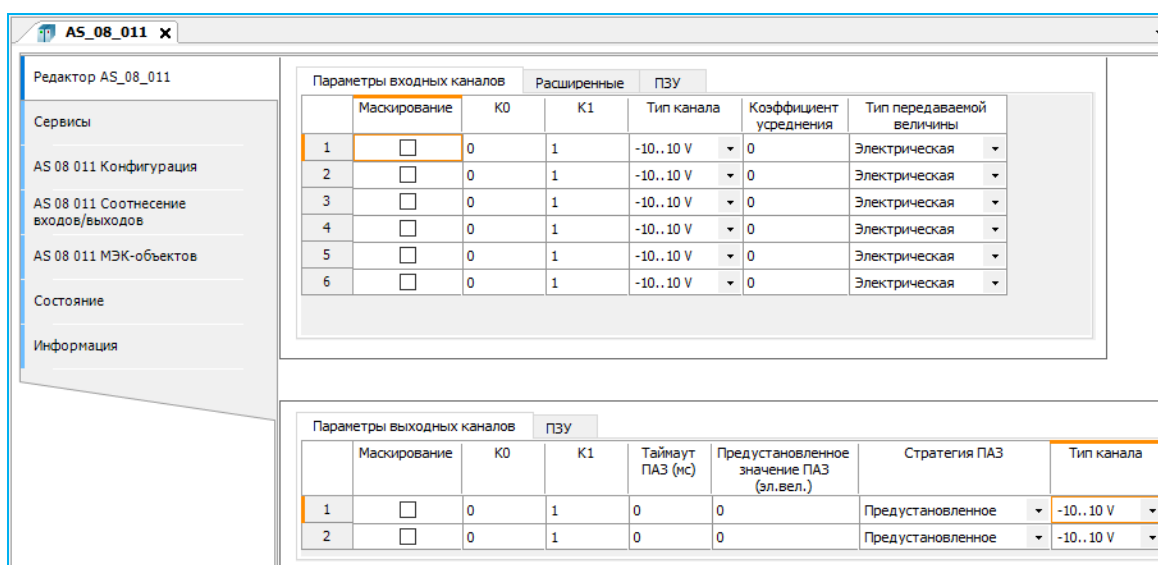 AS_08_011
Редактор AS_08_011
Сервисы
AS 08 011 Конфигурация
AS 08 011 Соотнесение
входов/выходов
AS 08 011 МЭК-объектов
Состояние
Информация
Параметры входных каналов Расширенные ПЗУ
Маскирование K0 K1 Тип канала Коэффициент усреднения Тип передаваемой величины
1 0 1 -10..10 V 0 Электрическая
2 0 1 -10..10 V 0 Электрическая
3 0 1 -10..10 V 0 Электрическая
4 0 1 -10..10 V 0 Электрическая
5 0 1 -10..10 V 0 Электрическая
6 0 1 -10..10 V 0 Электрическая
Параметры выходных каналов ПЗУ
Маскирование K0 K1 Таймаут ПАЗ (мс) Предустановленное значение ПАЗ (эл.вел.) Стратегия ПАЗ Тип канала
1 0 1 0 0 Предустановленное -10..10 V
2 0 1 0 0 Предустановленное -10..10 V